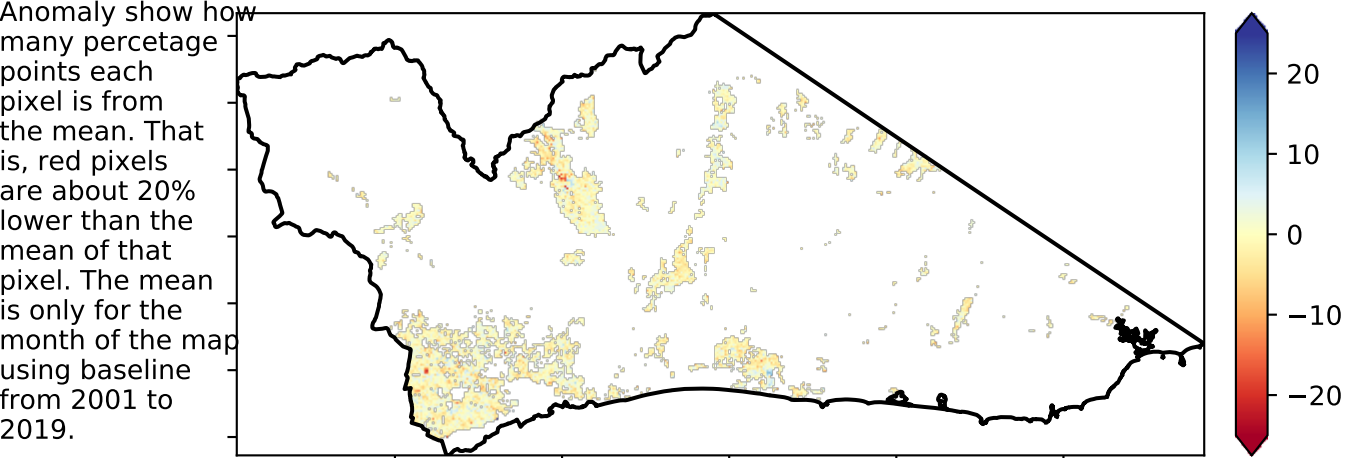 Anomaly show how
many percetage
points each
pixel is from
the mean. That
is, red pixels
are about 20%
lower than the
mean of that
pixel. The mean
is only for the
month of the map
using baseline
from 2001 to
2019.
20
10
0
−10
−20